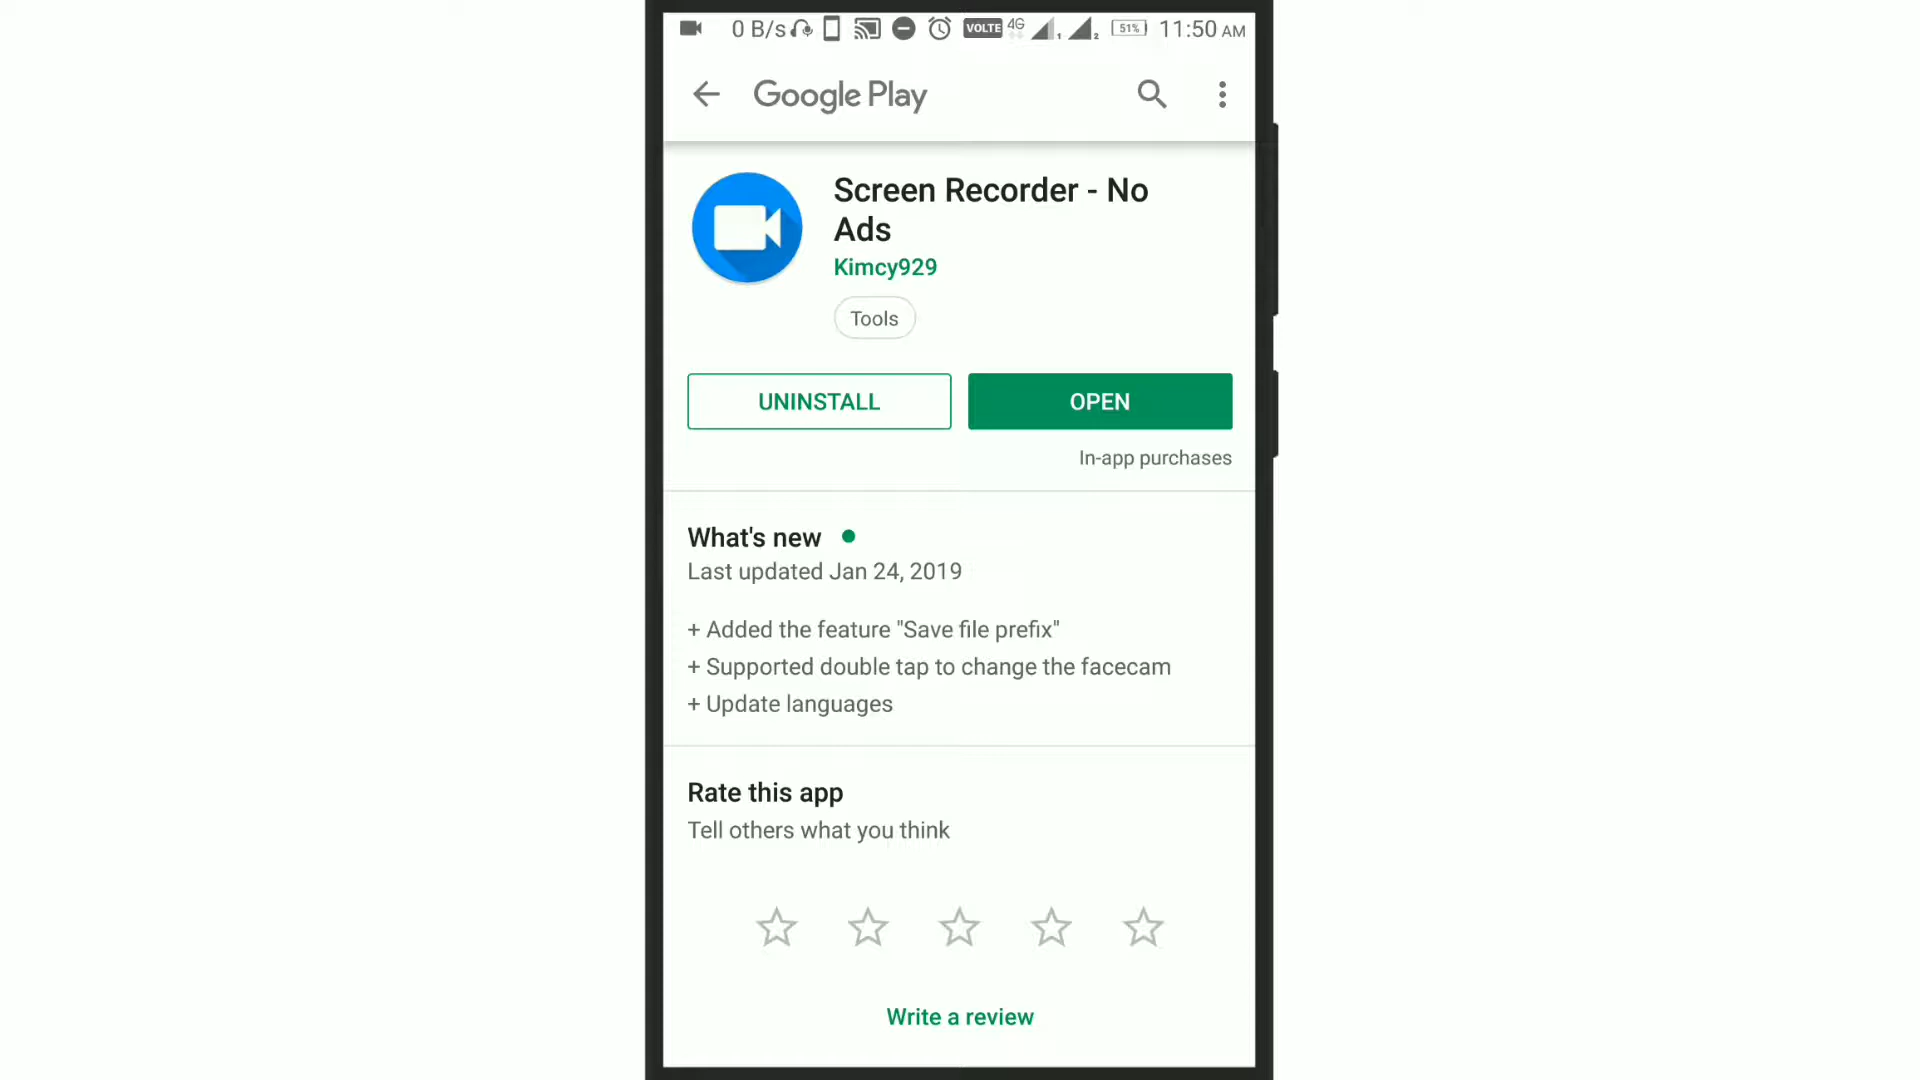 0 B/s VOLTE 4G 1 2 51% 11:50 AM
Google Play
Screen Recorder - No
Ads
Kimcy929
Tools
UNINSTALL OPEN
In-app purchases
What's new
Last updated Jan 24, 2019
+ Added the feature "Save file prefix"
+ Supported double tap to change the facecam
+ Update languages
Rate this app
Tell others what you think
Write a review